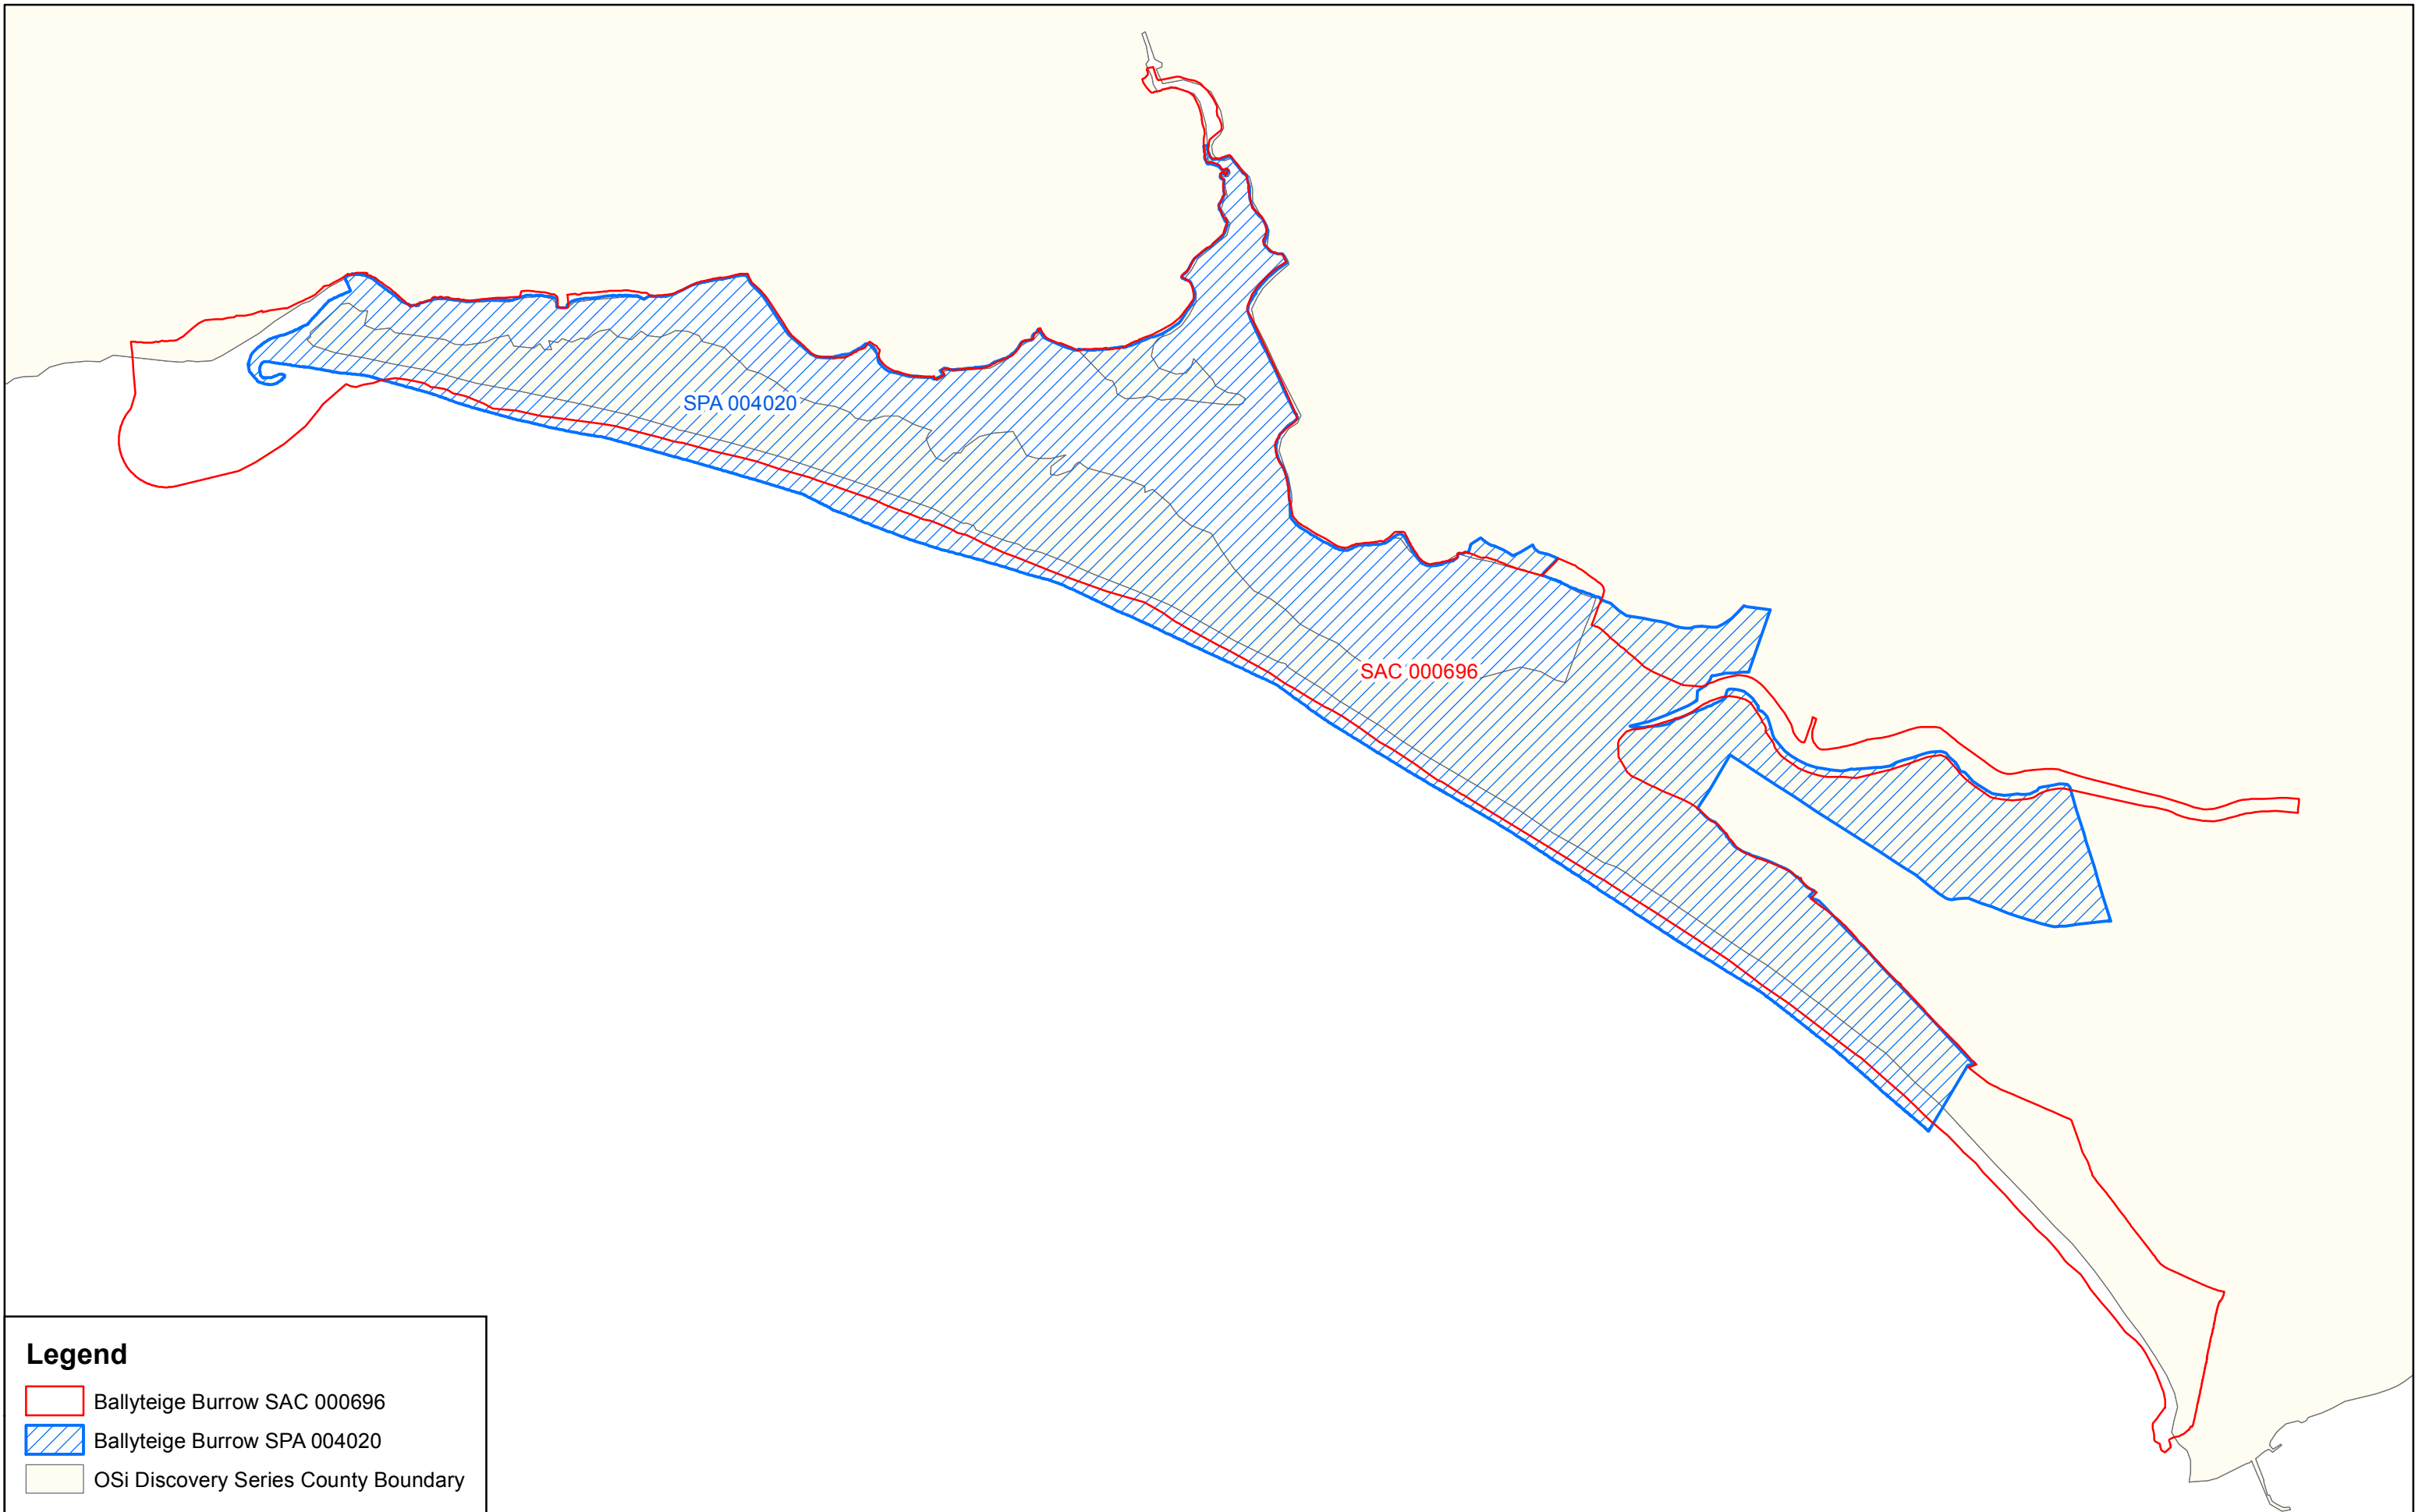 SPA 004020
SAC 000696
Legend
Ballyteige Burrow SAC 000696
Ballyteige Burrow SPA 004020
OSi Discovery Series County Boundary